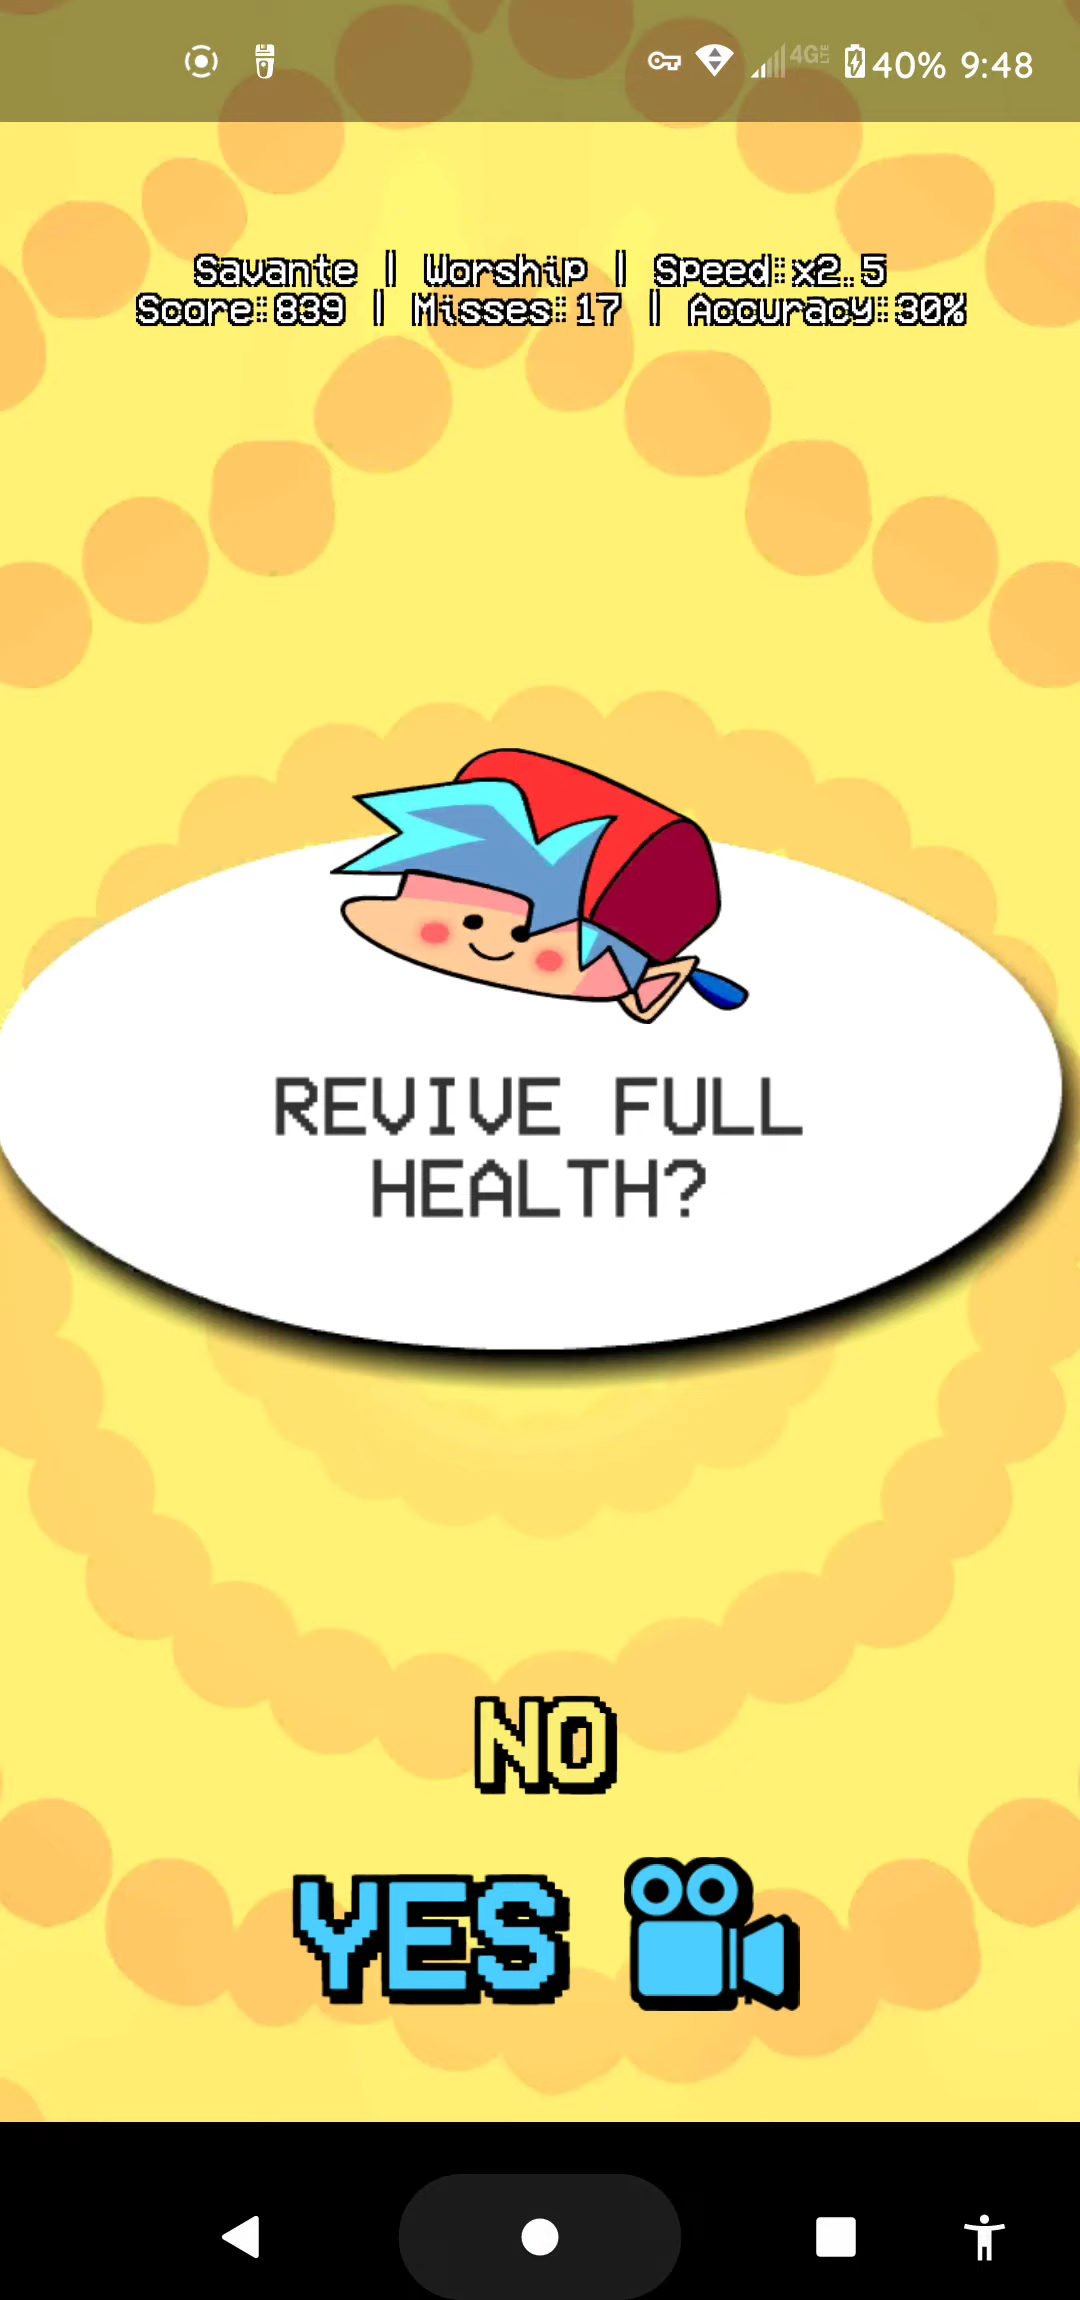 40% 9:48
4GLTE
Savante | Worship | Speed:x2.5
Score:839 | Misses:17 | Accuracy:30%
REVIVE FULL
HEALTH?
NO
YES